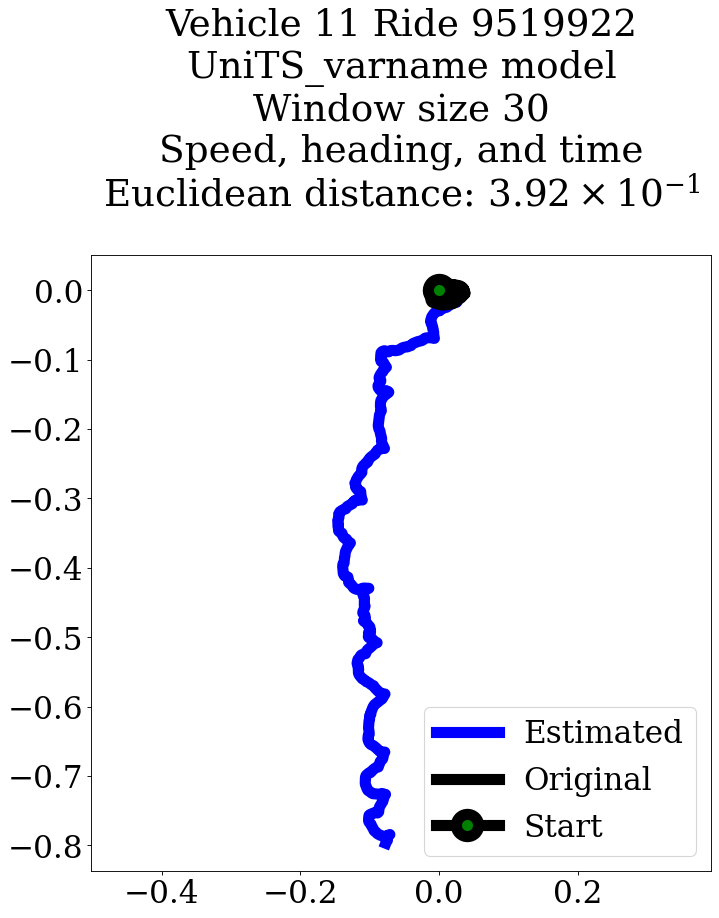 Vehicle 11 Ride 9519922
UniTS_varname model
Window size 30
Speed, heading, and time
Euclidean distance: 3.92 × 10⁻¹
0.0
−0.1
−0.2
−0.3
−0.4
−0.5
−0.6
−0.7
−0.8
Estimated
Original
Start
−0.4
−0.2
0.0
0.2